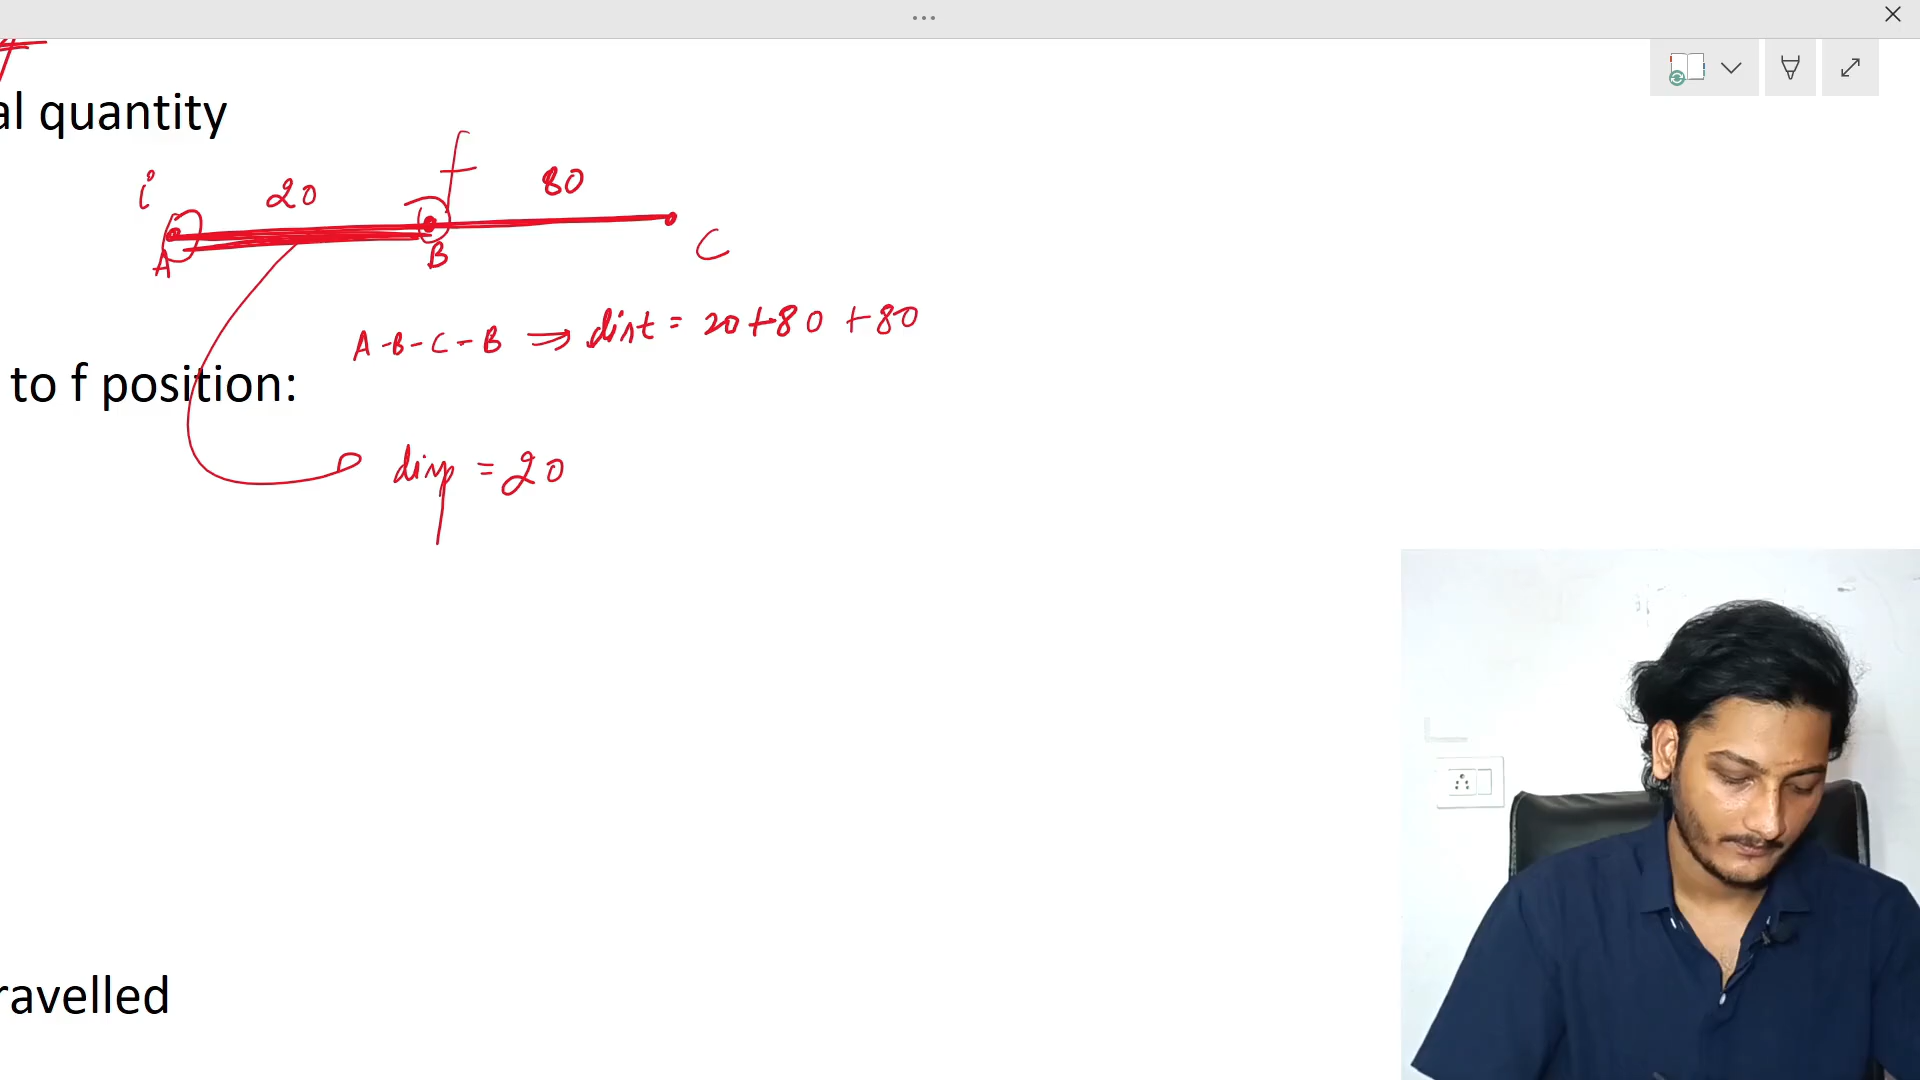 al quantity
i 20 f 80
A B C
A-B-C-B ⇒ dist = 20+80+80
to f position:
disp = 20
ravelled